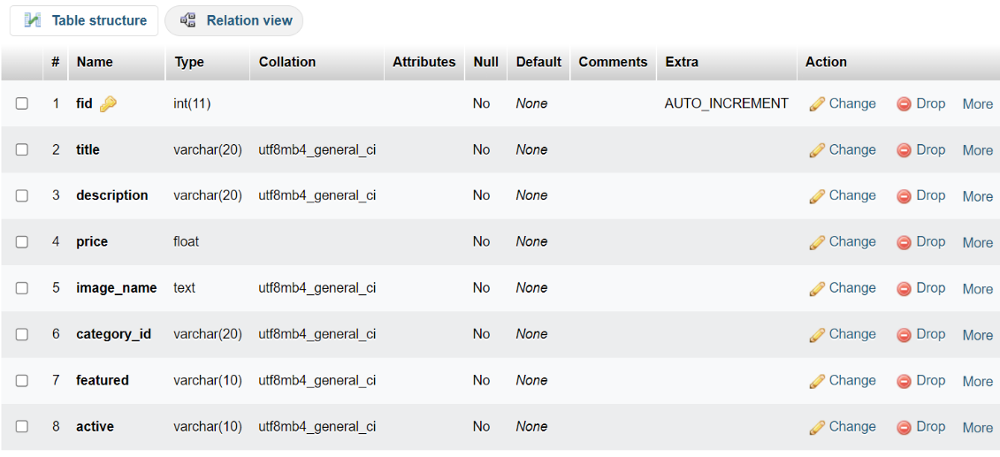 Table structure Relation view
# Name Type Collation Attributes Null Default Comments Extra Action
1 fid int(11) No None AUTO_INCREMENT Change Drop More
2 title varchar(20) utf8mb4_general_ci No None Change Drop More
3 description varchar(20) utf8mb4_general_ci No None Change Drop More
4 price float No None Change Drop More
5 image_name text utf8mb4_general_ci No None Change Drop More
6 category_id varchar(20) utf8mb4_general_ci No None Change Drop More
7 featured varchar(10) utf8mb4_general_ci No None Change Drop More
8 active varchar(10) utf8mb4_general_ci No None Change Drop More